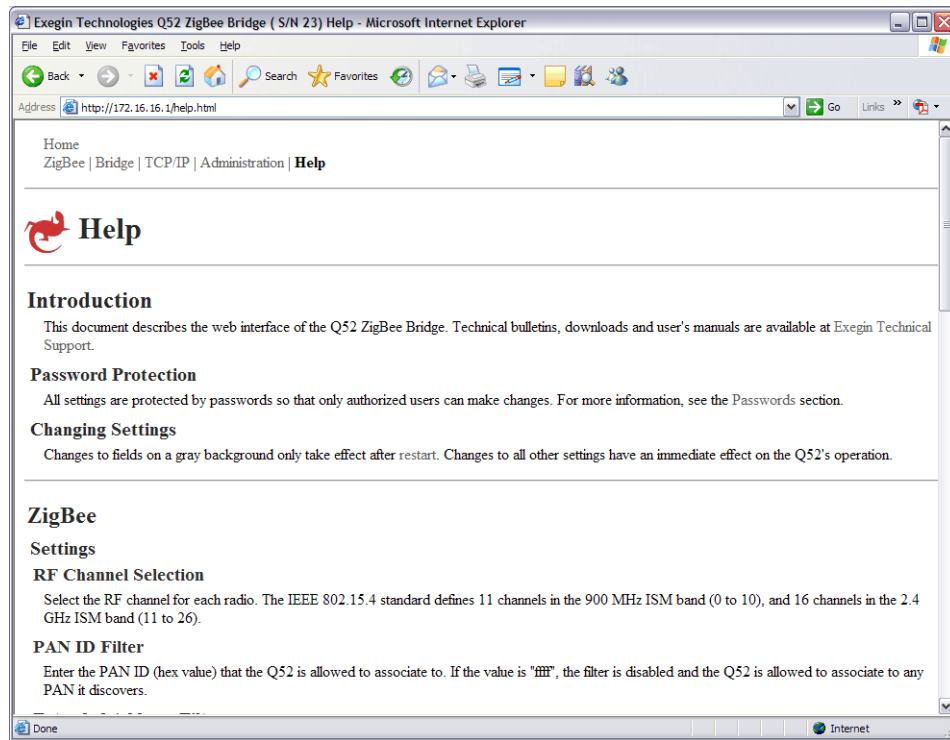 Exegin Technologies Q52 ZigBee Bridge ( S/N 23) Help - Microsoft Internet Explorer
File Edit View Favorites Tools Help
Back Search Favorites
Address http://172.16.16.1/help.html Go Links »
Home
ZigBee | Bridge | TCP/IP | Administration | Help
Help
Introduction
This document describes the web interface of the Q52 ZigBee Bridge. Technical bulletins, downloads and user's manuals are available at Exegin Technical
Support.
Password Protection
All settings are protected by passwords so that only authorized users can make changes. For more information, see the Passwords section.
Changing Settings
Changes to fields on a gray background only take effect after restart. Changes to all other settings have an immediate effect on the Q52's operation.
ZigBee
Settings
RF Channel Selection
Select the RF channel for each radio. The IEEE 802.15.4 standard defines 11 channels in the 900 MHz ISM band (0 to 10), and 16 channels in the 2.4
GHz ISM band (11 to 26).
PAN ID Filter
Enter the PAN ID (hex value) that the Q52 is allowed to associate to. If the value is "ffff", the filter is disabled and the Q52 is allowed to associate to any
PAN it discovers.
Done Internet